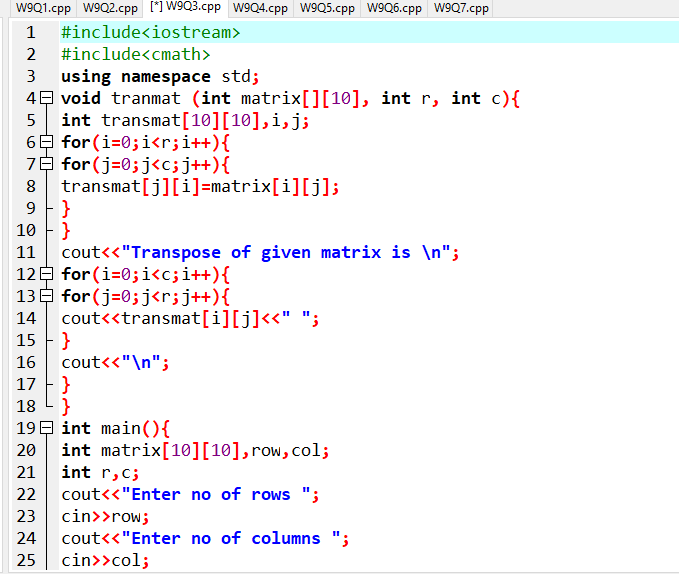 W9Q1.cpp W9Q2.cpp [*] W9Q3.cpp W9Q4.cpp W9Q5.cpp W9Q6.cpp W9Q7.cpp
1 #include<iostream>
2 #include<cmath>
3 using namespace std;
4 void tranmat (int matrix[][10], int r, int c){
5 int transmat[10][10],i,j;
6 for(i=0;i<r;i++){
7 for(j=0;j<c;j++){
8 transmat[j][i]=matrix[i][j];
9 }
10 }
11 cout<<"Transpose of given matrix is \n";
12 for(i=0;i<c;i++){
13 for(j=0;j<r;j++){
14 cout<<transmat[i][j]<<" ";
15 }
16 cout<<"\n";
17 }
18 }
19 int main(){
20 int matrix[10][10],row,col;
21 int r,c;
22 cout<<"Enter no of rows ";
23 cin>>row;
24 cout<<"Enter no of columns ";
25 cin>>col;